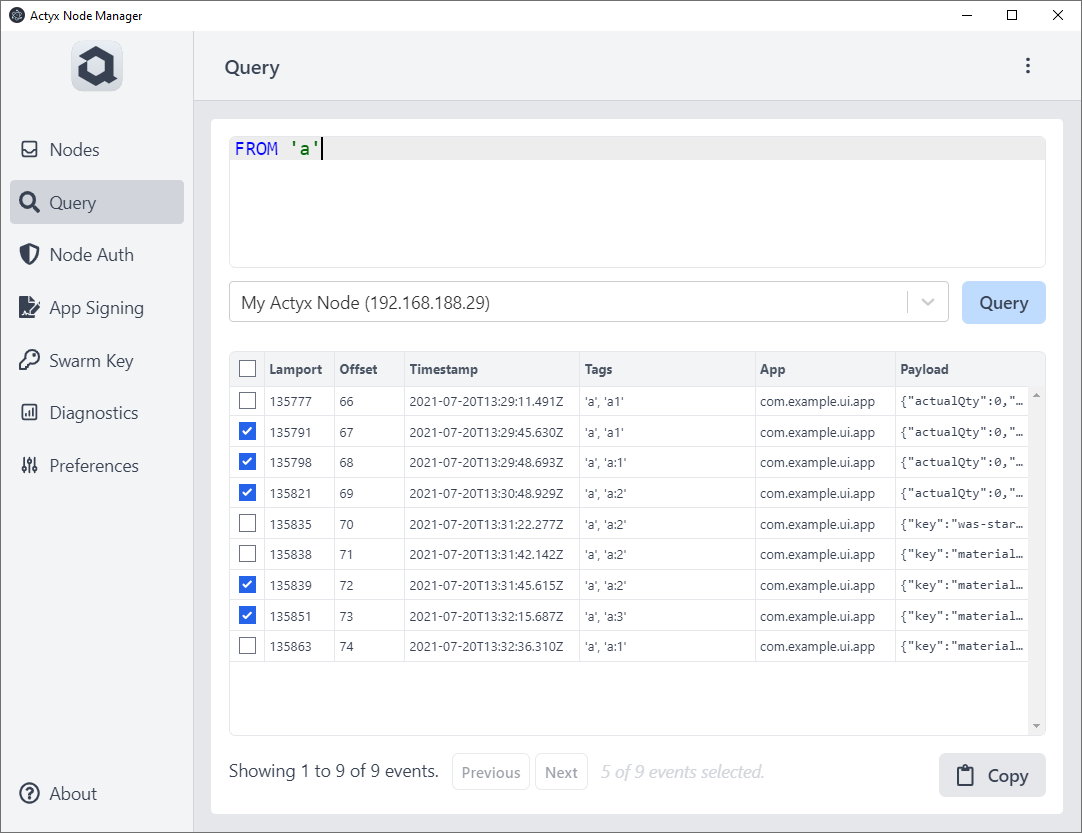 Actyx Node Manager
Nodes
Query
Node Auth
App Signing
Swarm Key
Diagnostics
Preferences
About
Query
FROM 'a'
My Actyx Node (192.168.188.29)
Query
Lamport Offset Timestamp Tags App Payload
135777 66 2021-07-20T13:29:11.491Z 'a', 'a1' com.example.ui.app {"actualQty":0,"…
135791 67 2021-07-20T13:29:45.630Z 'a', 'a1' com.example.ui.app {"actualQty":0,"…
135798 68 2021-07-20T13:29:48.693Z 'a', 'a:1' com.example.ui.app {"actualQty":0,"…
135821 69 2021-07-20T13:30:48.929Z 'a', 'a:2' com.example.ui.app {"actualQty":0,"…
135835 70 2021-07-20T13:31:22.277Z 'a', 'a:2' com.example.ui.app {"key":"was-star…
135838 71 2021-07-20T13:31:42.142Z 'a', 'a:2' com.example.ui.app {"key":"material…
135839 72 2021-07-20T13:31:45.615Z 'a', 'a:2' com.example.ui.app {"key":"material…
135851 73 2021-07-20T13:32:15.687Z 'a', 'a:3' com.example.ui.app {"key":"material…
135863 74 2021-07-20T13:32:36.310Z 'a', 'a:1' com.example.ui.app {"key":"material…
Showing 1 to 9 of 9 events. Previous Next 5 of 9 events selected. Copy